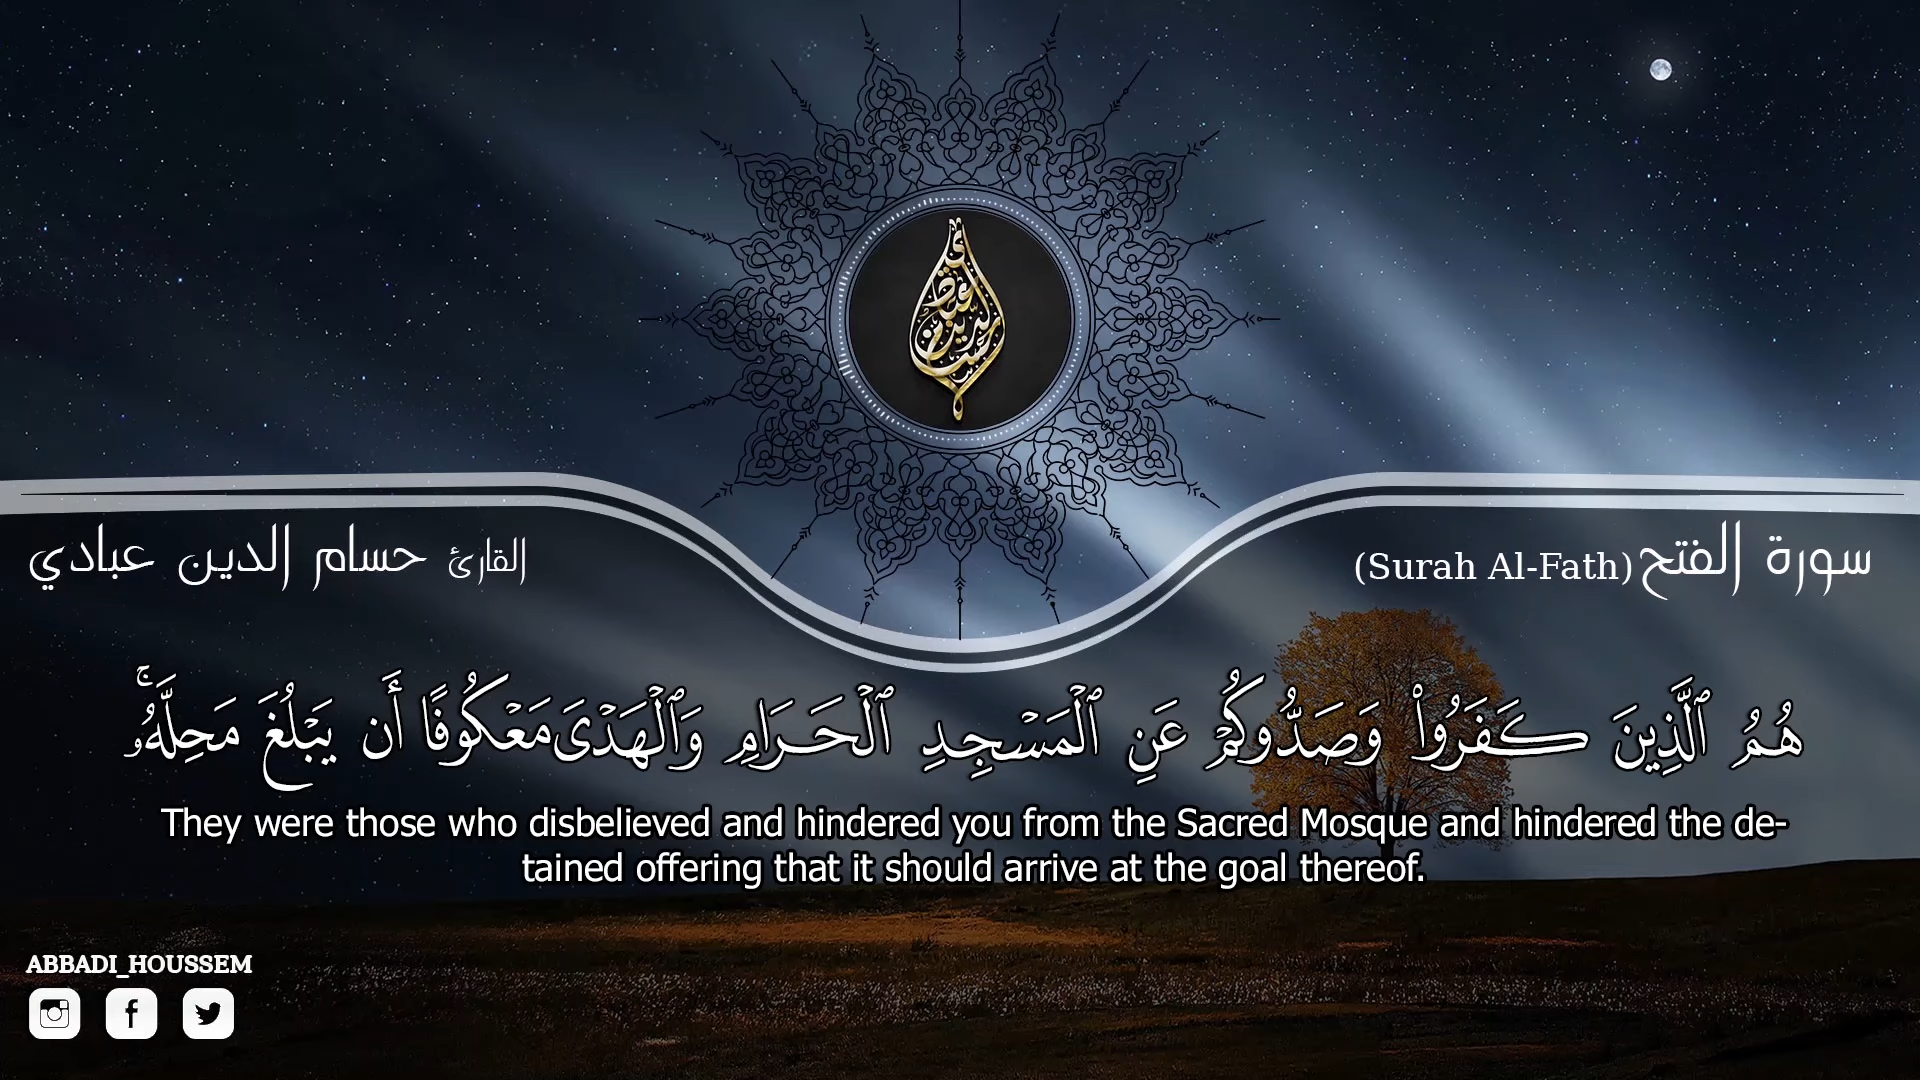 القارئ حسام الدين عبادي
سورة الفتح (Surah Al-Fath)
هُمُ ٱلَّذِينَ كَفَرُوا۟ وَصَدُّوكُمْ عَنِ ٱلْمَسْجِدِ ٱلْحَرَامِ وَٱلْهَدْىَ مَعْكُوفًا أَن يَبْلُغَ مَحِلَّهُۥ ۚ
They were those who disbelieved and hindered you from the Sacred Mosque and hindered the de-
tained offering that it should arrive at the goal thereof.
ABBADI_HOUSSEM